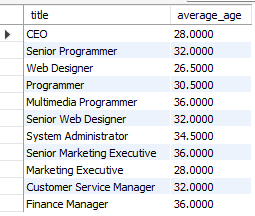 title average_age
CEO 28.0000
Senior Programmer 32.0000
Web Designer 26.5000
Programmer 30.5000
Multimedia Programmer 36.0000
Senior Web Designer 32.0000
System Administrator 34.5000
Senior Marketing Executive 36.0000
Marketing Executive 28.0000
Customer Service Manager 32.0000
Finance Manager 36.0000